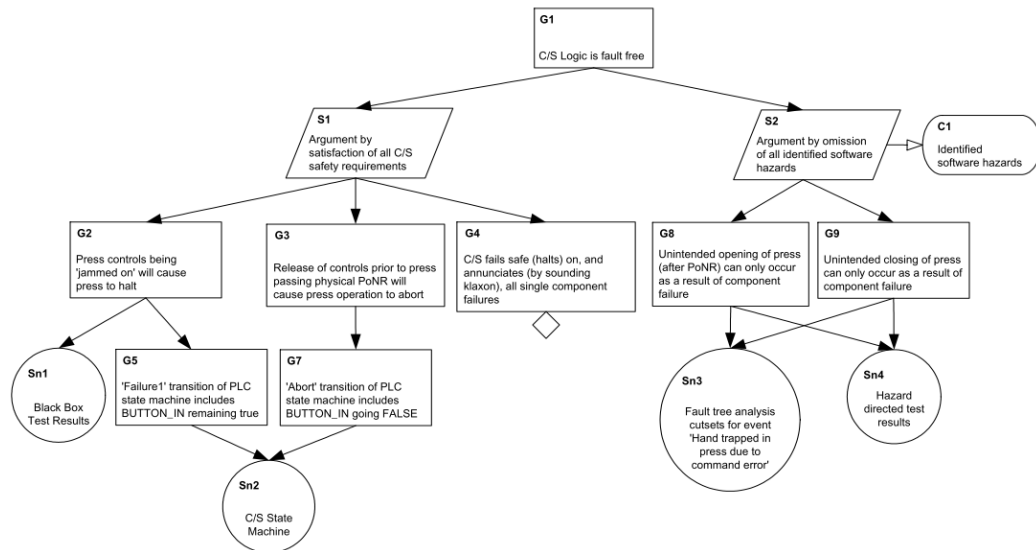 G1
C/S Logic is fault free
S1
Argument by
satisfaction of all C/S
safety requirements
S2
Argument by omission
of all identified software
hazards
C1
Identified
software hazards
G2
Press controls being
'jammed on' will cause
press to halt
G3
Release of controls prior to press
passing physical PoNR will
cause press operation to abort
G4
C/S fails safe (halts) on, and
annunciates (by sounding
klaxon), all single component
failures
G8
Unintended opening of press
(after PoNR) can only occur
as a result of component
failure
G9
Unintended closing of press
can only occur as a result of
component failure
Sn1
Black Box
Test Results
G5
'Failure1' transition of PLC
state machine includes
BUTTON_IN remaining true
G7
'Abort' transition of PLC
state machine includes
BUTTON_IN going FALSE
Sn3
Fault tree analysis
cutsets for event
'Hand trapped in
press due to
command error'
Sn4
Hazard
directed test
results
Sn2
C/S State
Machine